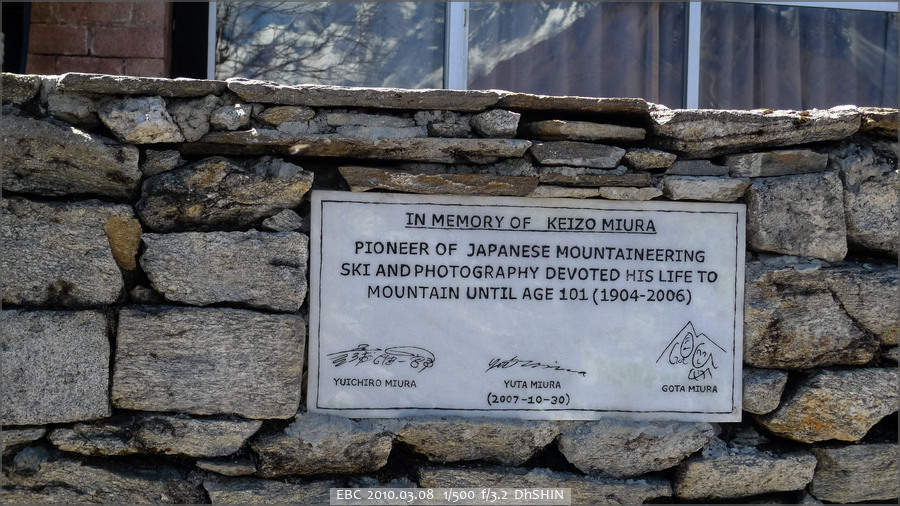 IN MEMORY OF KEIZO MIURA
PIONEER OF JAPANESE MOUNTAINEERING
SKI AND PHOTOGRAPHY DEVOTED HIS LIFE TO
MOUNTAIN UNTIL AGE 101 (1904-2006)
YUICHIRO MIURA
YUTA MIURA
(2007-10-30)
GOTA MIURA
EBC 2010.03.08 1/500 f/3.2 DhSHIN